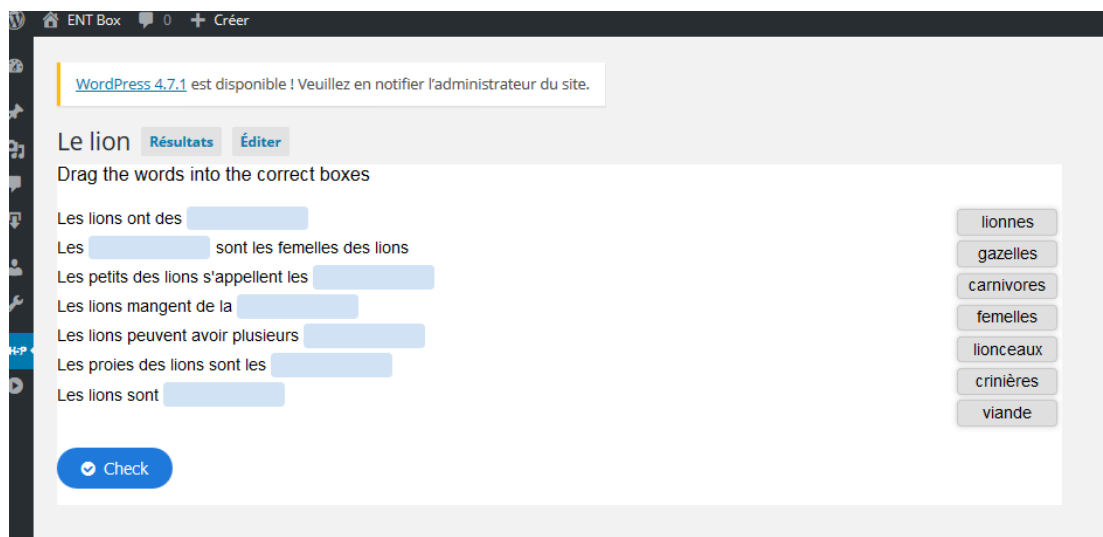 ENT Box 0 + Créer
WordPress 4.7.1 est disponible ! Veuillez en notifier l'administrateur du site.
Le lion Résultats Éditer
Drag the words into the correct boxes
Les lions ont des
Les sont les femelles des lions
Les petits des lions s'appellent les
Les lions mangent de la
Les lions peuvent avoir plusieurs
Les proies des lions sont les
Les lions sont
lionnes
gazelles
carnivores
femelles
lionceaux
crinières
viande
Check
H-P